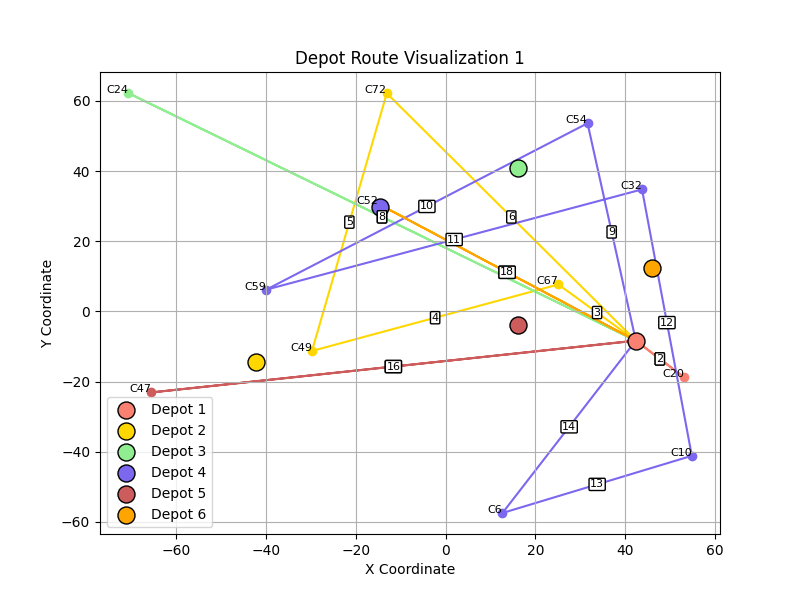 Depot Route Visualization 1
C24
C72
C54
C32
C52
C59
C67
C49
C47
C20
C10
C6
5
8
10
6
9
11
18
3
4
12
2
16
14
13
Y Coordinate
60
40
20
0
−20
−40
−60
−60
−40
−20
0
20
40
60
X Coordinate
Depot 1
Depot 2
Depot 3
Depot 4
Depot 5
Depot 6